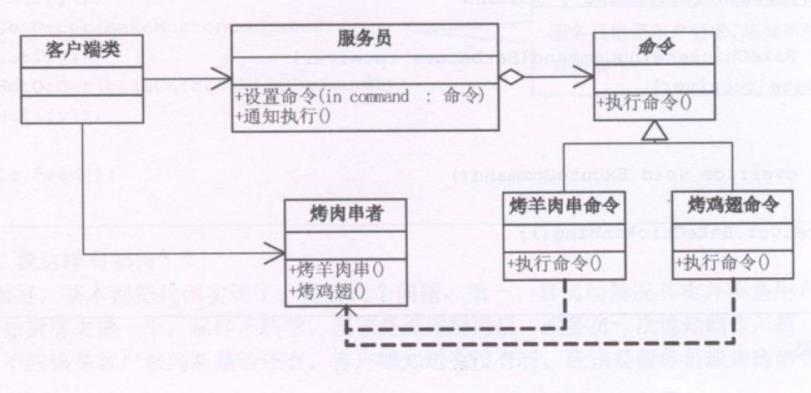 客户端类
服务员
+设置命令(in command : 命令)
+通知执行()
命令
+执行命令()
烤肉串者
+烤羊肉串()
+烤鸡翅()
烤羊肉串命令
+执行命令()
烤鸡翅命令
+执行命令()